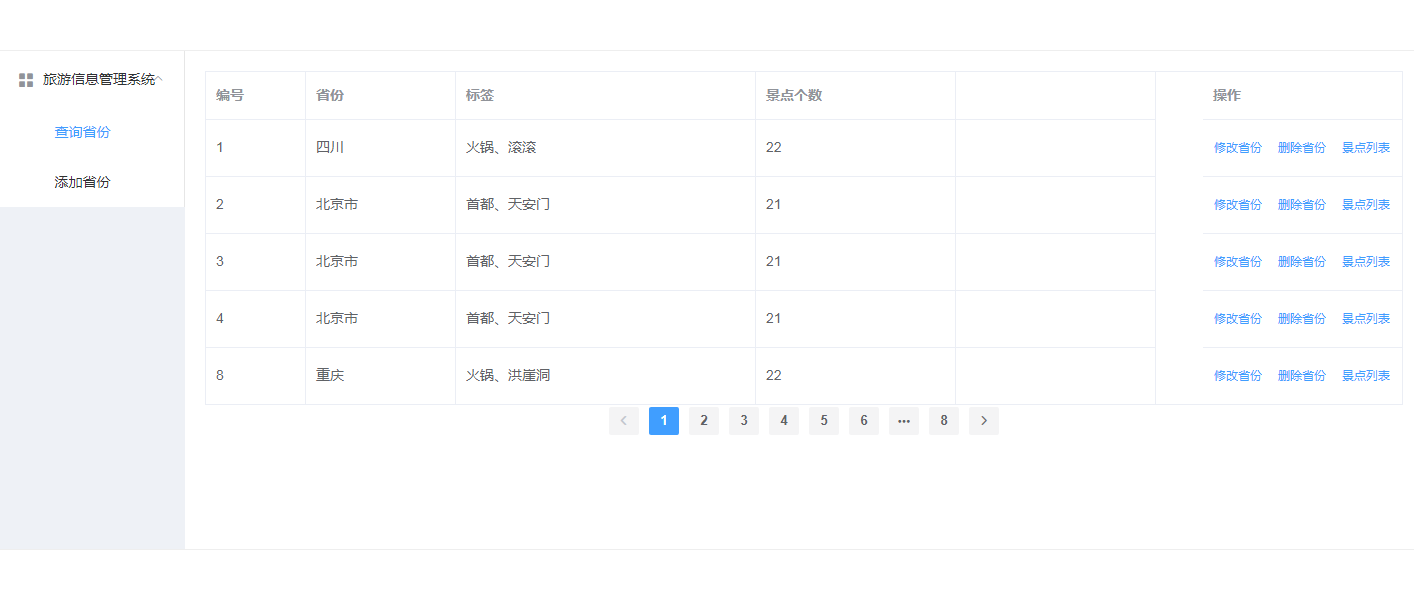 旅游信息管理系统
查询省份
添加省份
编号 省份 标签 景点个数 操作
1 四川 火锅、滚滚 22 修改省份 删除省份 景点列表
2 北京市 首都、天安门 21 修改省份 删除省份 景点列表
3 北京市 首都、天安门 21 修改省份 删除省份 景点列表
4 北京市 首都、天安门 21 修改省份 删除省份 景点列表
8 重庆 火锅、洪崖洞 22 修改省份 删除省份 景点列表
1 2 3 4 5 6 ··· 8